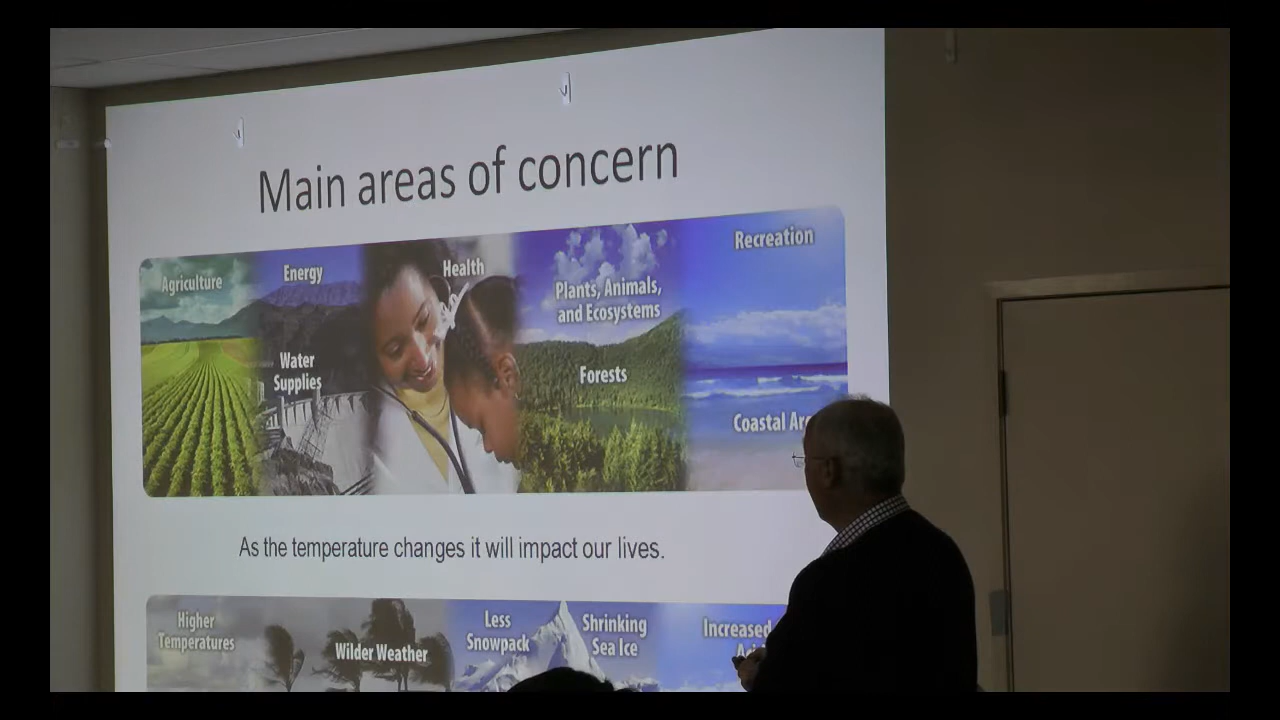 Main areas of concern
Agriculture
Energy
Health
Plants, Animals,
and Ecosystems
Recreation
Water
Supplies
Forests
Coastal
As the temperature changes it will impact our lives.
Higher
Temperatures
Wilder Weather
Less
Snowpack
Shrinking
Sea Ice
Increased